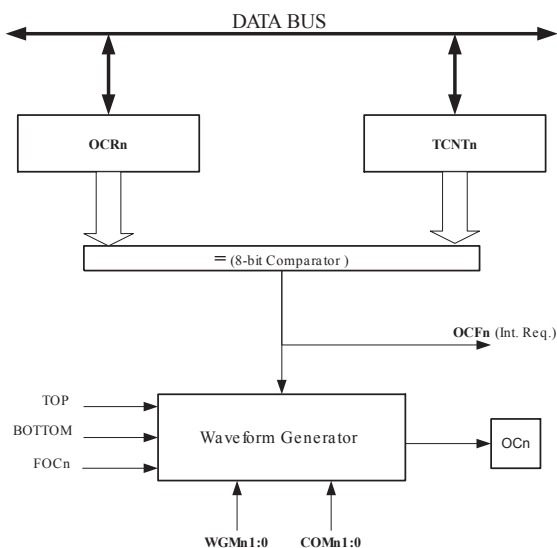 DATA BUS
OCRn
TCNTn
= (8-bit Comparator )
OCFn (Int. Req.)
TOP
BOTTOM
FOCn
Waveform Generator
OCn
WGMn1:0
COMn1:0